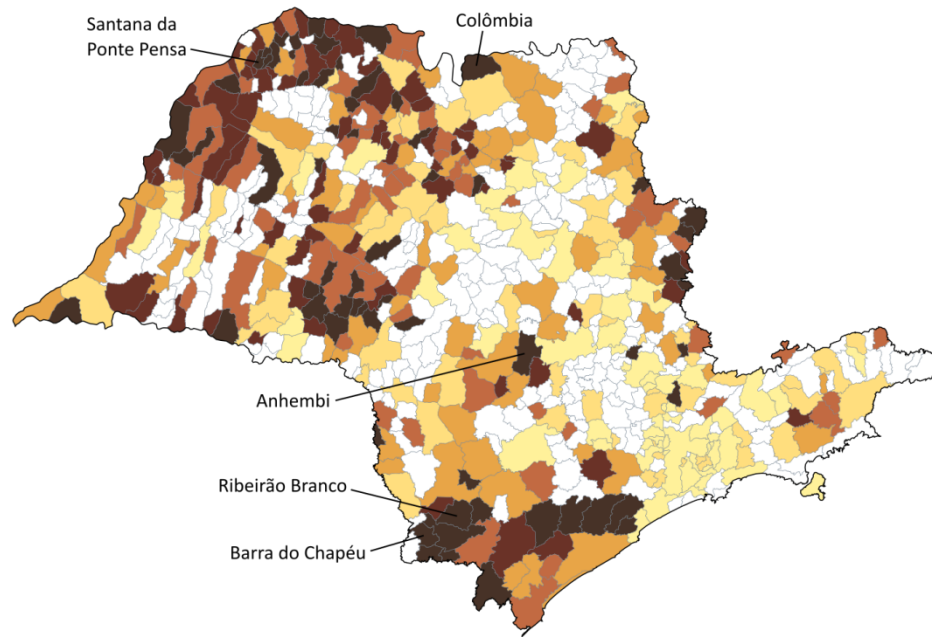 Santana da
Ponte Pensa
Colômbia
Anhembi
Ribeirão Branco
Barra do Chapéu